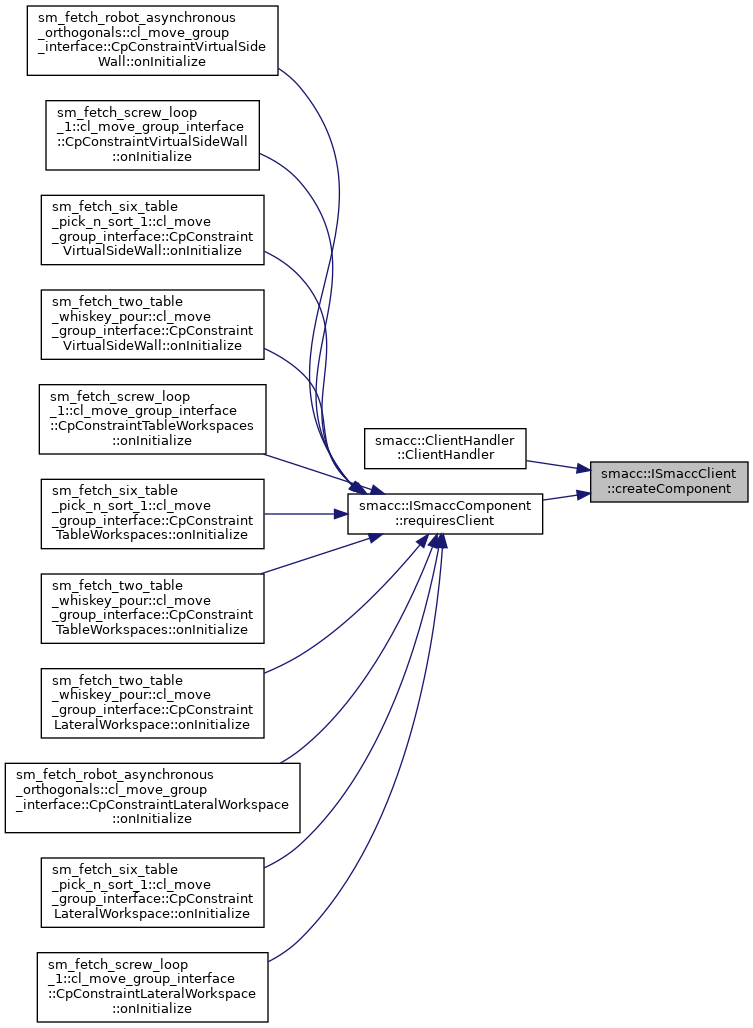 sm_fetch_robot_asynchronous
_orthogonals::cl_move_group
_interface::CpConstraintVirtualSide
Wall::onInitialize
sm_fetch_screw_loop
_1::cl_move_group_interface
::CpConstraintVirtualSideWall
::onInitialize
sm_fetch_six_table
_pick_n_sort_1::cl_move
_group_interface::CpConstraint
VirtualSideWall::onInitialize
sm_fetch_two_table
_whiskey_pour::cl_move
_group_interface::CpConstraint
VirtualSideWall::onInitialize
sm_fetch_screw_loop
_1::cl_move_group_interface
::CpConstraintTableWorkspaces
::onInitialize
smacc::ClientHandler
::ClientHandler
smacc::ISmaccClient
::createComponent
sm_fetch_six_table
_pick_n_sort_1::cl_move
_group_interface::CpConstraint
TableWorkspaces::onInitialize
smacc::ISmaccComponent
::requiresClient
sm_fetch_two_table
_whiskey_pour::cl_move
_group_interface::CpConstraint
TableWorkspaces::onInitialize
sm_fetch_two_table
_whiskey_pour::cl_move
_group_interface::CpConstraint
LateralWorkspace::onInitialize
sm_fetch_robot_asynchronous
_orthogonals::cl_move_group
_interface::CpConstraintLateralWorkspace
::onInitialize
sm_fetch_six_table
_pick_n_sort_1::cl_move
_group_interface::CpConstraint
LateralWorkspace::onInitialize
sm_fetch_screw_loop
_1::cl_move_group_interface
::CpConstraintLateralWorkspace
::onInitialize